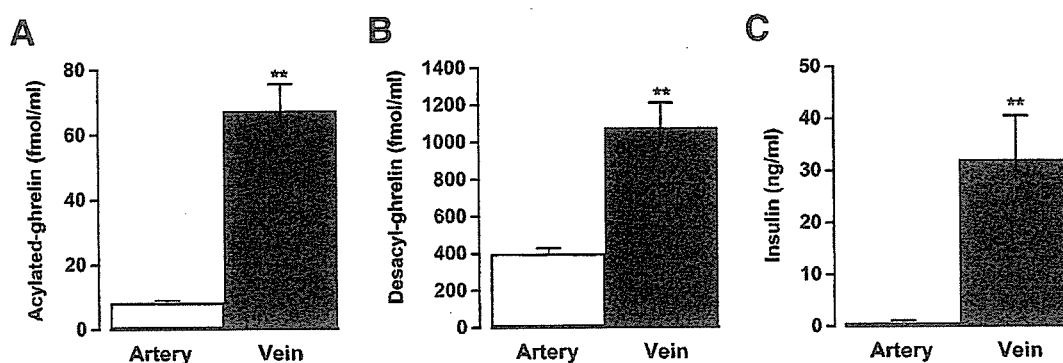 A
Acylated-ghrelin (fmol/ml)
80
60
40
20
0
**
Artery
Vein
B
Desacyl-ghrelin (fmol/ml)
1400
1200
1000
800
600
400
200
0
**
Artery
Vein
C
Insulin (ng/ml)
50
40
30
20
10
0
**
Artery
Vein